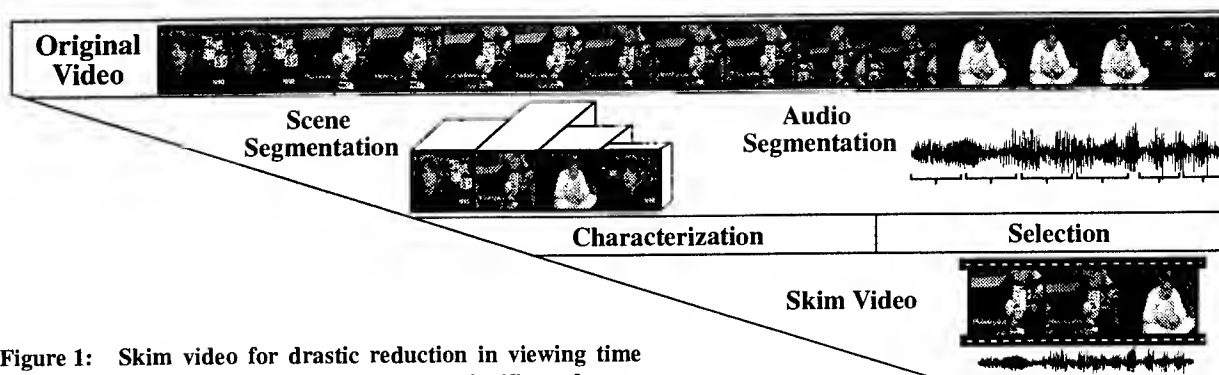 Original
Video
Scene
Segmentation
Audio
Segmentation
Characterization
Selection
Skim Video
Figure 1: Skim video for drastic reduction in viewing time